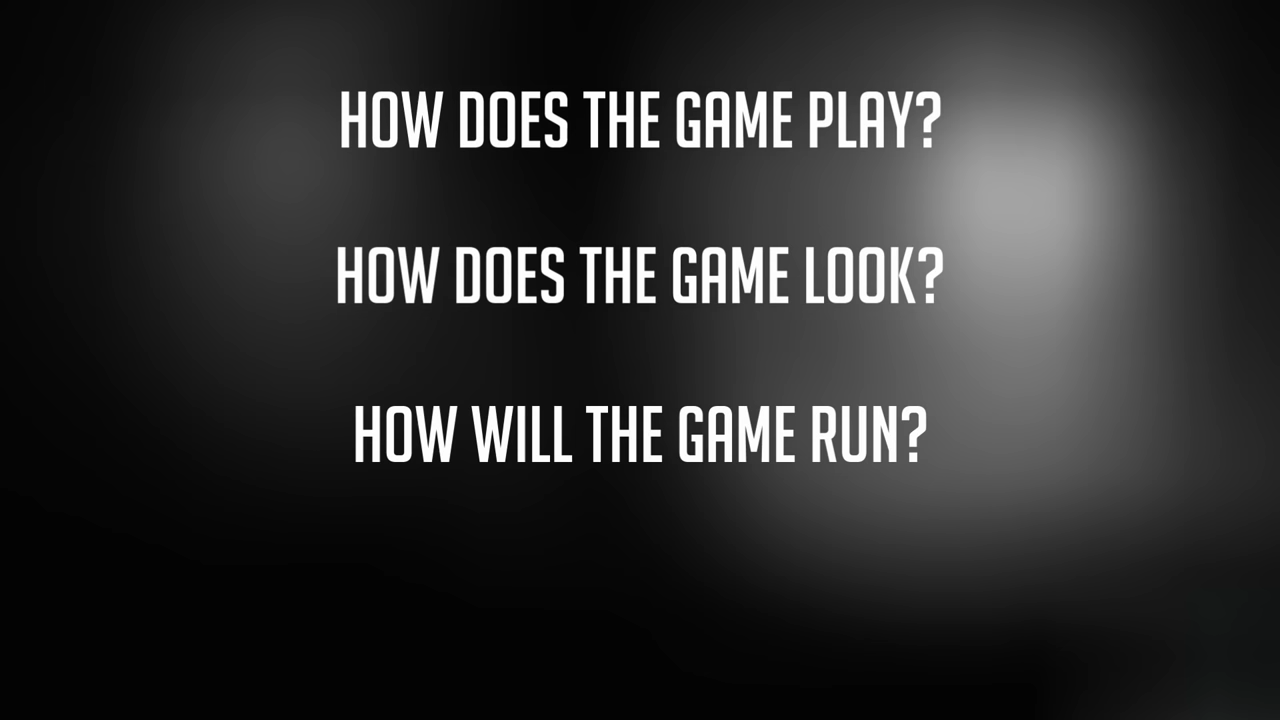 HOW DOES THE GAME PLAY?
HOW DOES THE GAME LOOK?
HOW WILL THE GAME RUN?